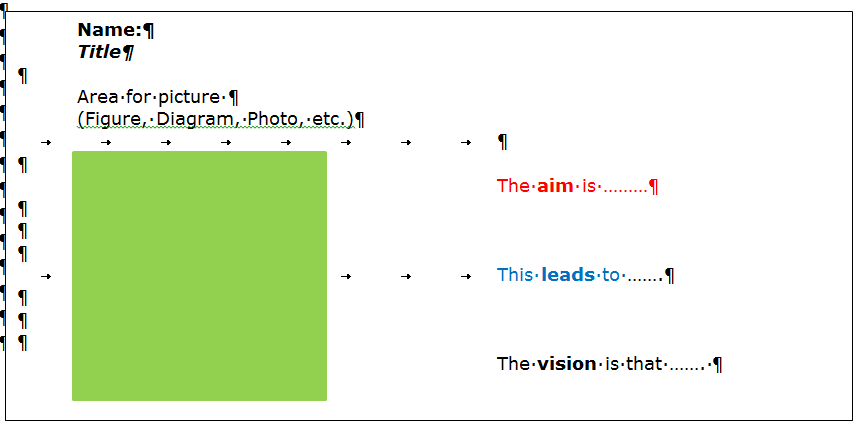 Name:
Title
Area for picture
(Figure, Diagram, Photo, etc.)
The aim is .........
This leads to .......
The vision is that .......